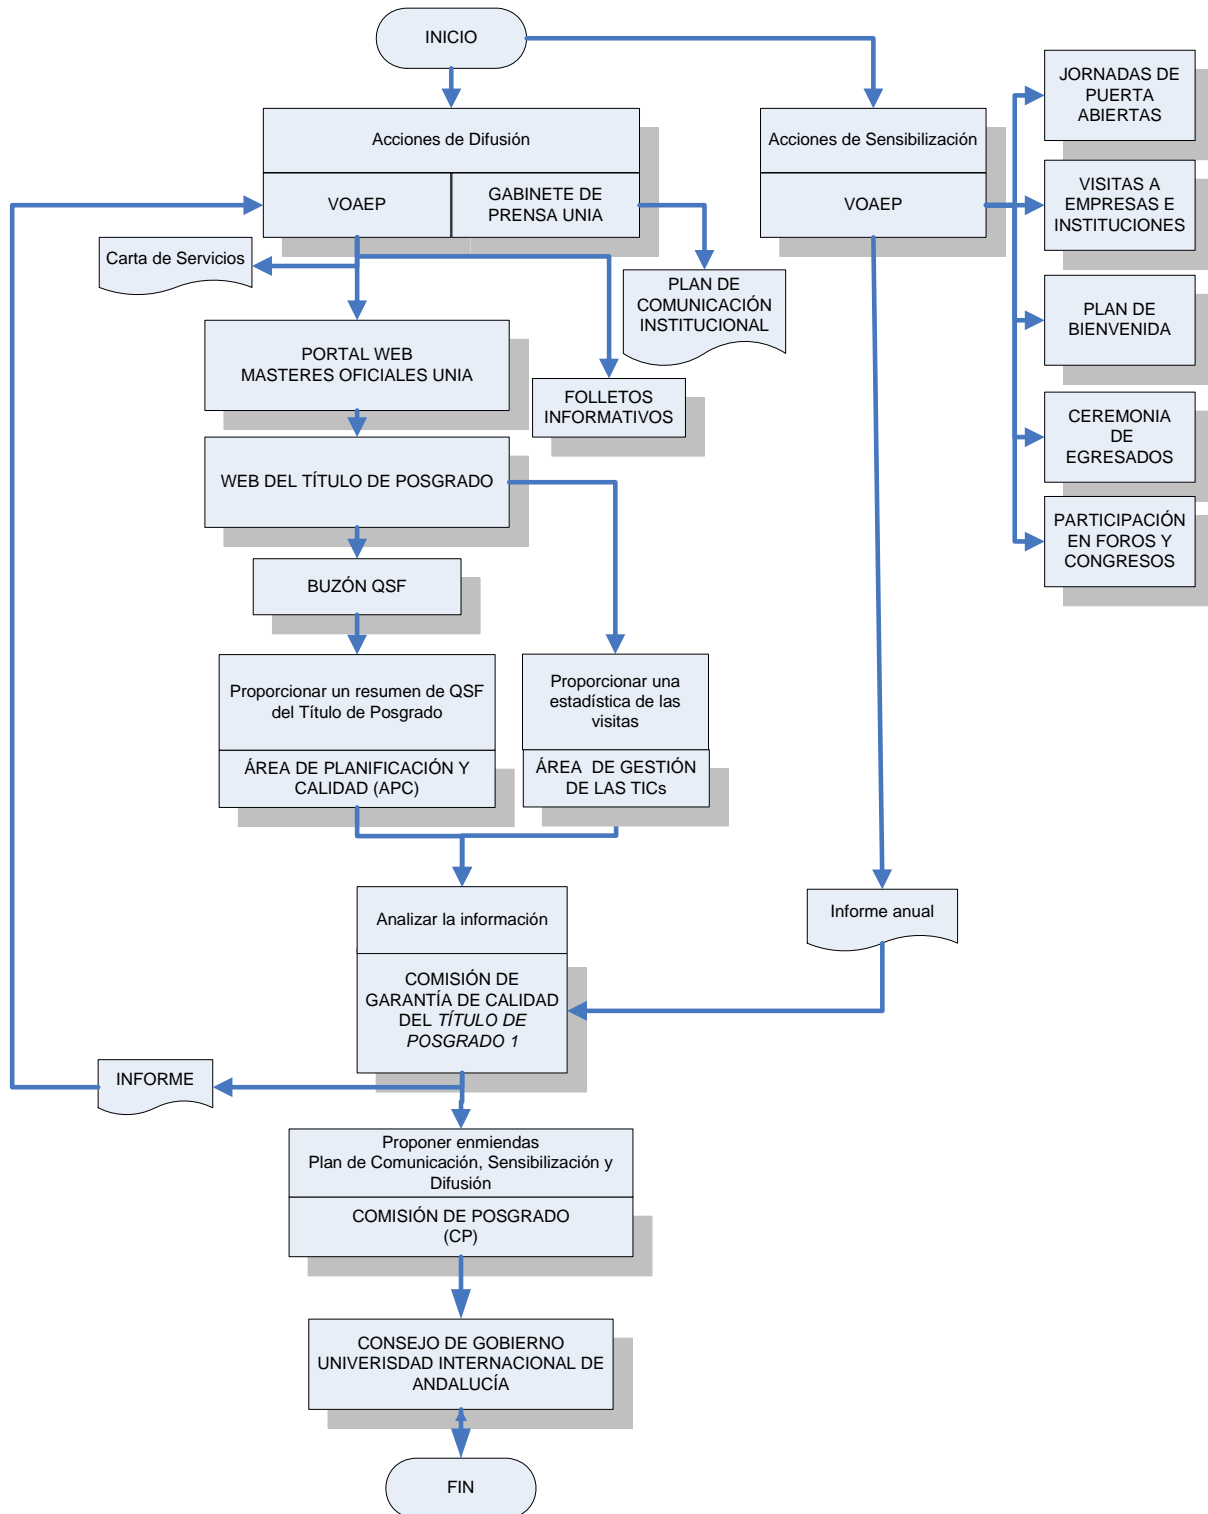 INICIO
Acciones de Difusión
VOAEP
GABINETE DE
PRENSA UNIA
Acciones de Sensibilización
VOAEP
JORNADAS DE
PUERTA
ABIERTAS
VISITAS A
EMPRESAS E
INSTITUCIONES
PLAN DE
BIENVENIDA
CEREMONIA
DE
EGRESADOS
PARTICIPACIÓN
EN FOROS Y
CONGRESOS
Carta de Servicios
PLAN DE
COMUNICACIÓN
INSTITUCIONAL
PORTAL WEB
MASTERES OFICIALES UNIA
FOLLETOS
INFORMATIVOS
WEB DEL TÍTULO DE POSGRADO
BUZÓN QSF
Proporcionar un resumen de QSF
del Título de Posgrado
ÁREA DE PLANIFICACIÓN Y
CALIDAD (APC)
Proporcionar una
estadística de las
visitas
ÁREA DE GESTIÓN
DE LAS TICs
Analizar la información
COMISIÓN DE
GARANTÍA DE CALIDAD
DEL TÍTULO DE
POSGRADO 1
Informe anual
INFORME
Proponer enmiendas
Plan de Comunicación, Sensibilización y
Difusión
COMISIÓN DE POSGRADO
(CP)
CONSEJO DE GOBIERNO
UNIVERISDAD INTERNACIONAL DE
ANDALUCÍA
FIN